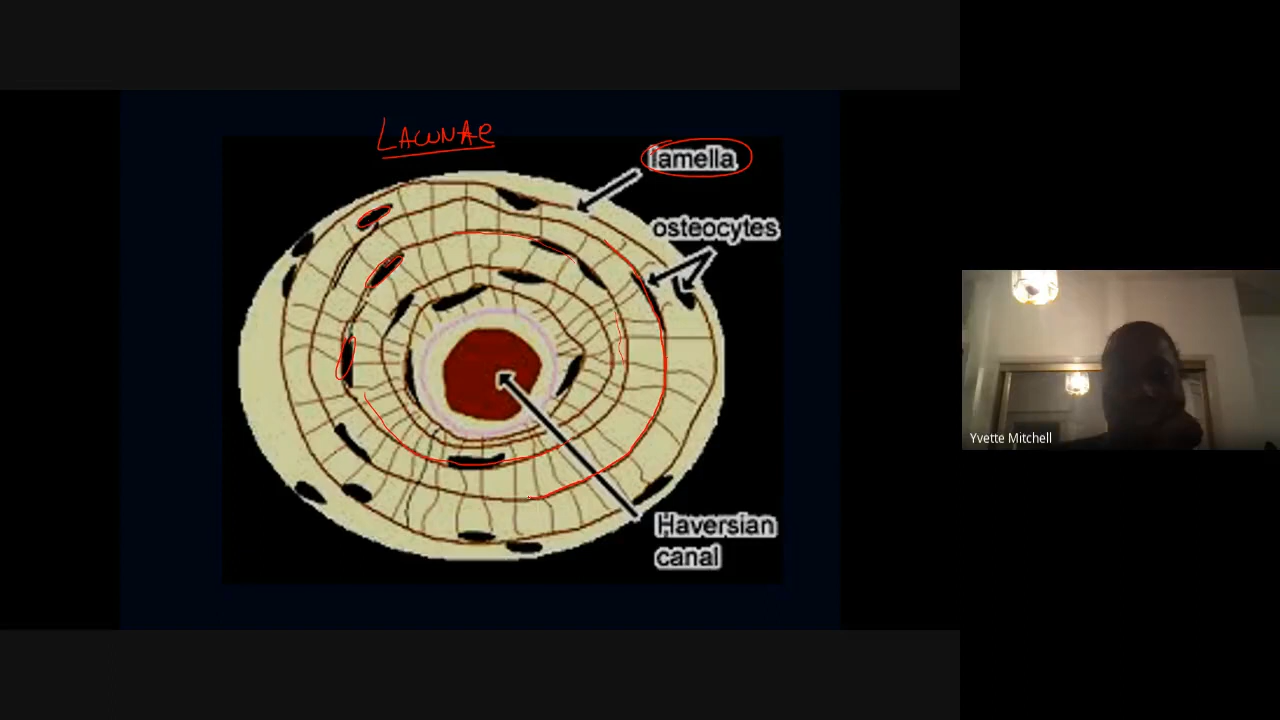 LACUNAE
lamella
osteocytes
Haversian
canal
Yvette Mitchell